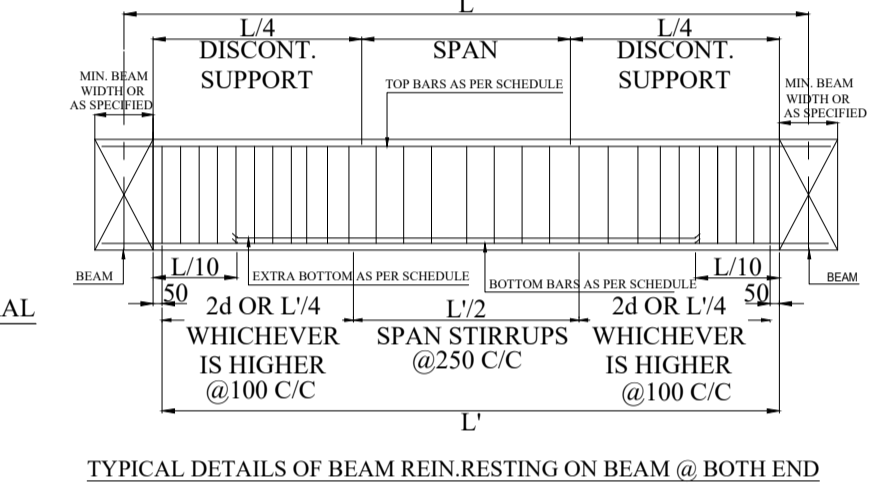 L
L/4
DISCONT.
SUPPORT
SPAN
L/4
DISCONT.
SUPPORT
MIN. BEAM
WIDTH OR
AS SPECIFIED
TOP BARS AS PER SCHEDULE
MIN. BEAM
WIDTH OR
AS SPECIFIED
BEAM
L/10
EXTRA BOTTOM AS PER SCHEDULE
BOTTOM BARS AS PER SCHEDULE
L/10
BEAM
50
50
AL
2d OR L'/4
WHICHEVER
IS HIGHER
@100 C/C
L'/2
SPAN STIRRUPS
@250 C/C
2d OR L'/4
WHICHEVER
IS HIGHER
@100 C/C
L'
TYPICAL DETAILS OF BEAM REIN.RESTING ON BEAM @ BOTH END